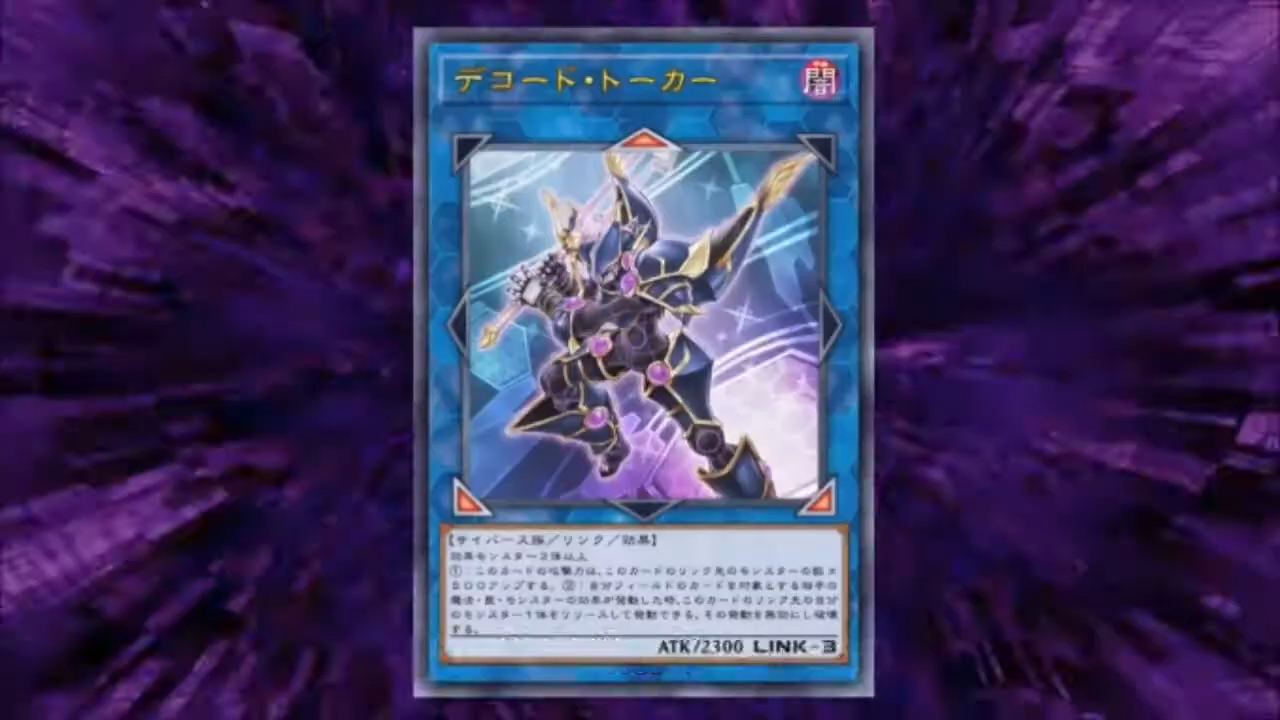 デコード・トーカー
闇
【サイバース族／リンク／効果】
効果モンスター2体以上
①：このカードの攻撃力は、このカードのリンク先のモンスターの数×
500アップする。②：自分フィールドのカードを対象とする相手の
魔法・罠・モンスターの効果が発動した時、このカードのリンク先の自分
のモンスター1体をリリースして発動できる。その発動を無効にし破壊
する。
ATK/2300 LINK-3